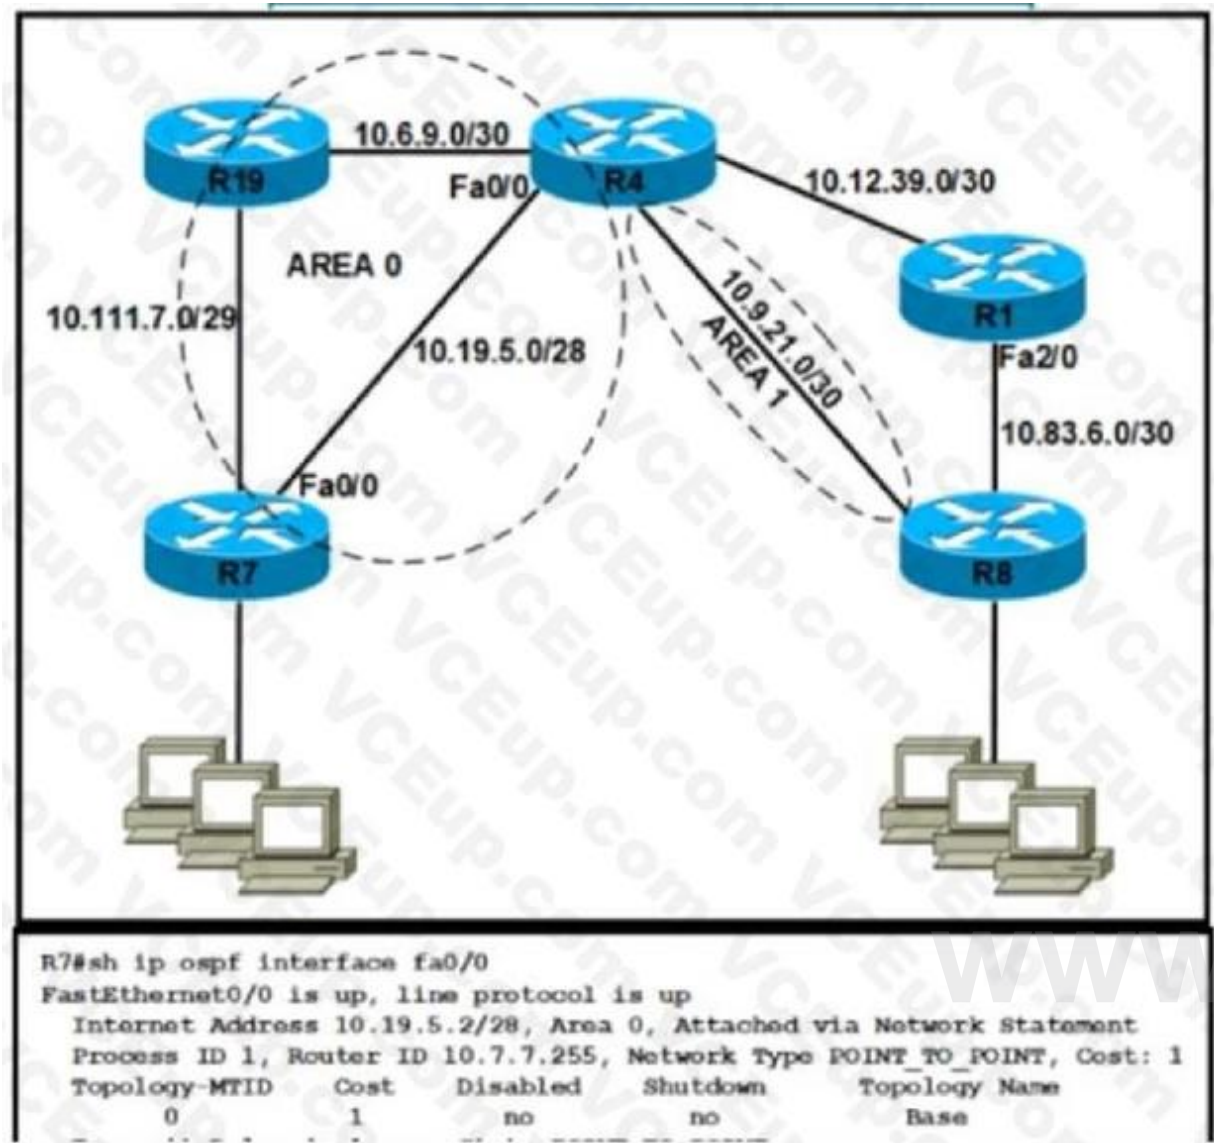 10.6.9.0/30
R19
Fa0/0
R4
10.12.39.0/30
AREA 0
10.111.7.0/29
10.19.5.0/28
10.9.21.0/30
AREA 1
R1
Fa2/0
10.83.6.0/30
Fa0/0
R7
R8
www
R7#sh ip ospf interface fa0/0
FastEthernet0/0 is up, line protocol is up
Internet Address 10.19.5.2/28, Area 0, Attached via Network Statement
Process ID 1, Router ID 10.7.7.255, Network Type POINT_TO_POINT, Cost: 1
Topology-MTID Cost Disabled Shutdown Topology Name
0 1 no no Base
VCEup.com